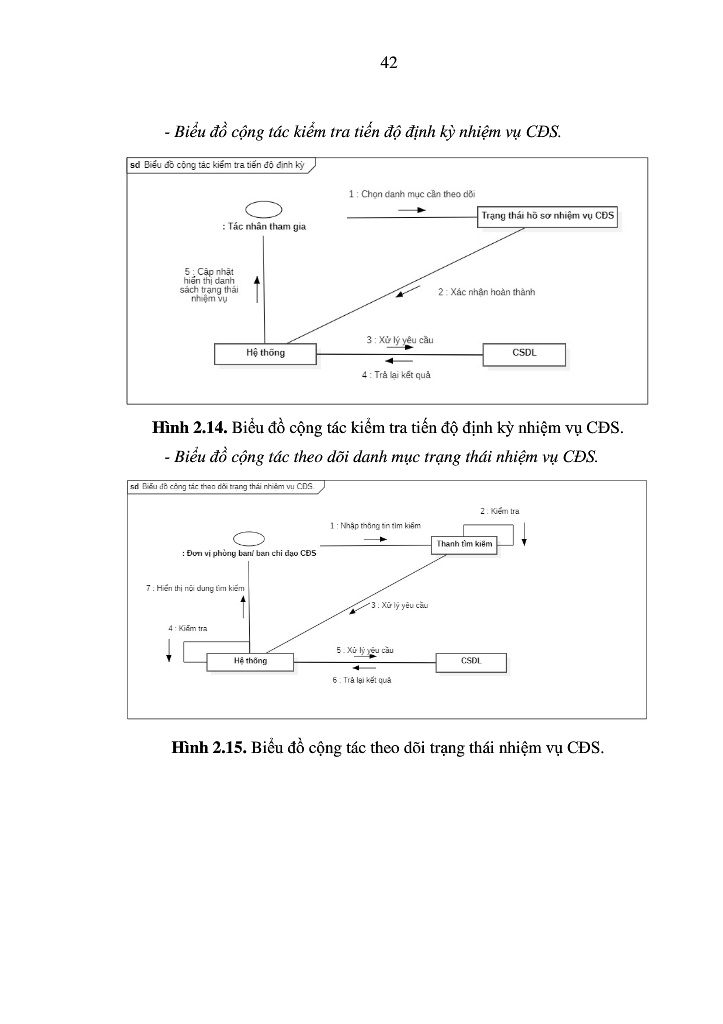 42
- Biểu đồ cộng tác kiểm tra tiến độ định kỳ nhiệm vụ CĐS.
sd Biểu đồ cộng tác kiểm tra tiến độ định kỳ
1 : Chọn danh mục cần theo dõi
Trạng thái hồ sơ nhiệm vụ CĐS
: Tác nhân tham gia
5 : Cập nhật
hiển thị danh
sách trạng thái
nhiệm vụ
2 : Xác nhận hoàn thành
3 : Xử lý yêu cầu
Hệ thống
CSDL
4 : Trả lại kết quả
Hình 2.14. Biểu đồ cộng tác kiểm tra tiến độ định kỳ nhiệm vụ CĐS.
- Biểu đồ cộng tác theo dõi danh mục trạng thái nhiệm vụ CĐS.
sd Biểu đồ cộng tác theo dõi trạng thái nhiệm vụ CĐS.
2 : Kiểm tra
1 : Nhập thông tin tìm kiếm
Thanh tìm kiếm
: Đơn vị phòng ban/ ban chỉ đạo CĐS
7 : Hiển thị nội dung tìm kiếm
3 : Xử lý yêu cầu
4 : Kiểm tra
5 : Xử lý yêu cầu
Hệ thống
CSDL
6 : Trả lại kết quả
Hình 2.15. Biểu đồ cộng tác theo dõi trạng thái nhiệm vụ CĐS.